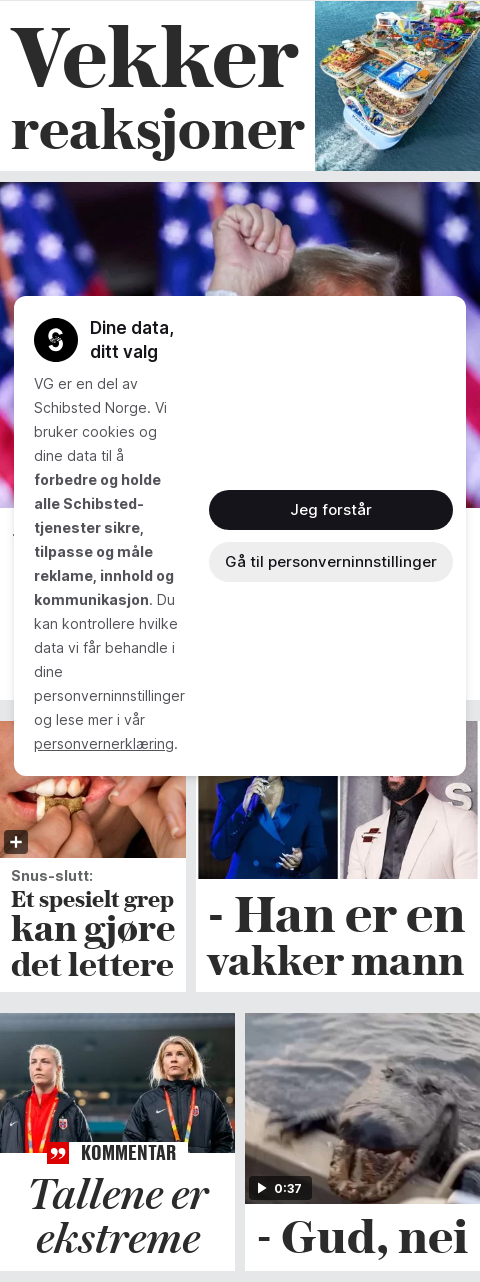 Vekker
reaksjoner
Dine data,
ditt valg
VG er en del av
Schibsted Norge. Vi
bruker cookies og
dine data til å
forbedre og holde
alle Schibsted-
tjenester sikre,
tilpasse og måle
reklame, innhold og
kommunikasjon. Du
kan kontrollere hvilke
data vi får behandle i
dine
personverninnstillinger
og lese mer i vår
personvernerklæring.
Jeg forstår
Gå til personverninnstillinger
S
Snus-slutt:
Et spesielt grep
kan gjøre
det lettere
- Han er en
vakker mann
KOMMENTAR
Tallene er
ekstreme
0:37
- Gud, nei